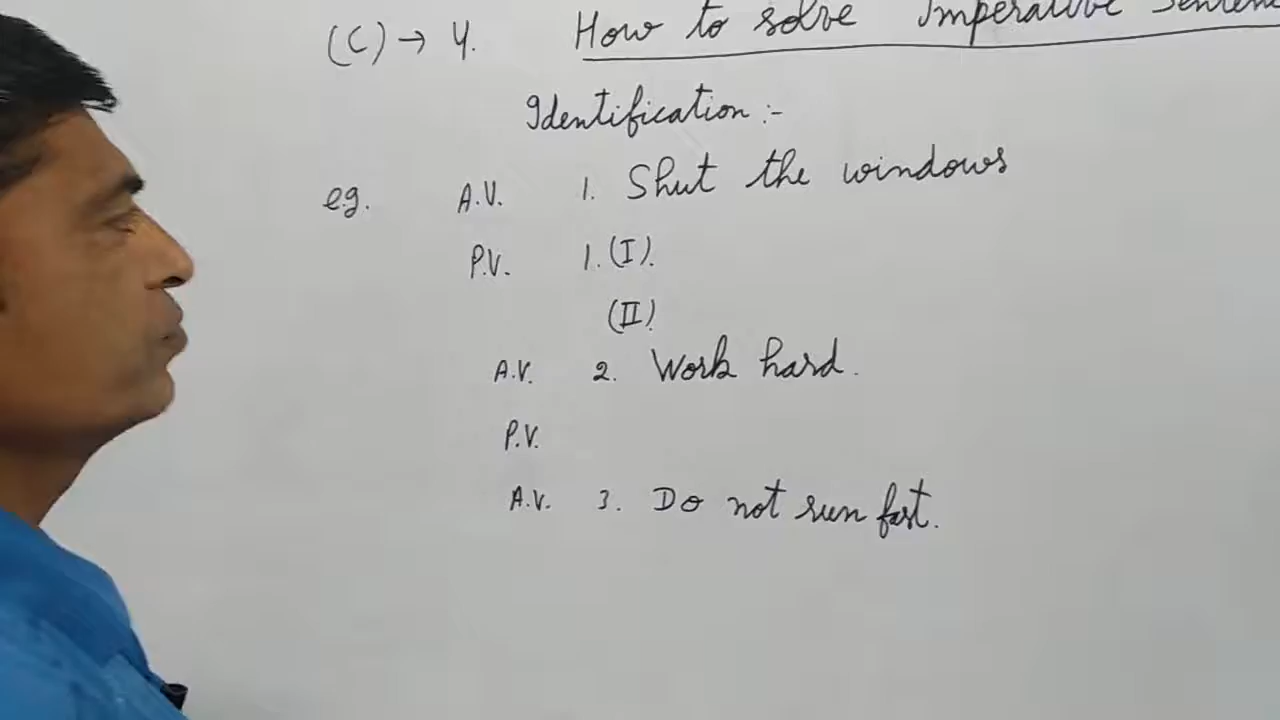 (C) → 4. How to solve Imperative Senten
Identification :-
e.g. A.V. 1. Shut the windows
P.V. 1. (I).
(II)
A.V. 2. Work hard.
P.V.
A.V. 3. Do not run fast.